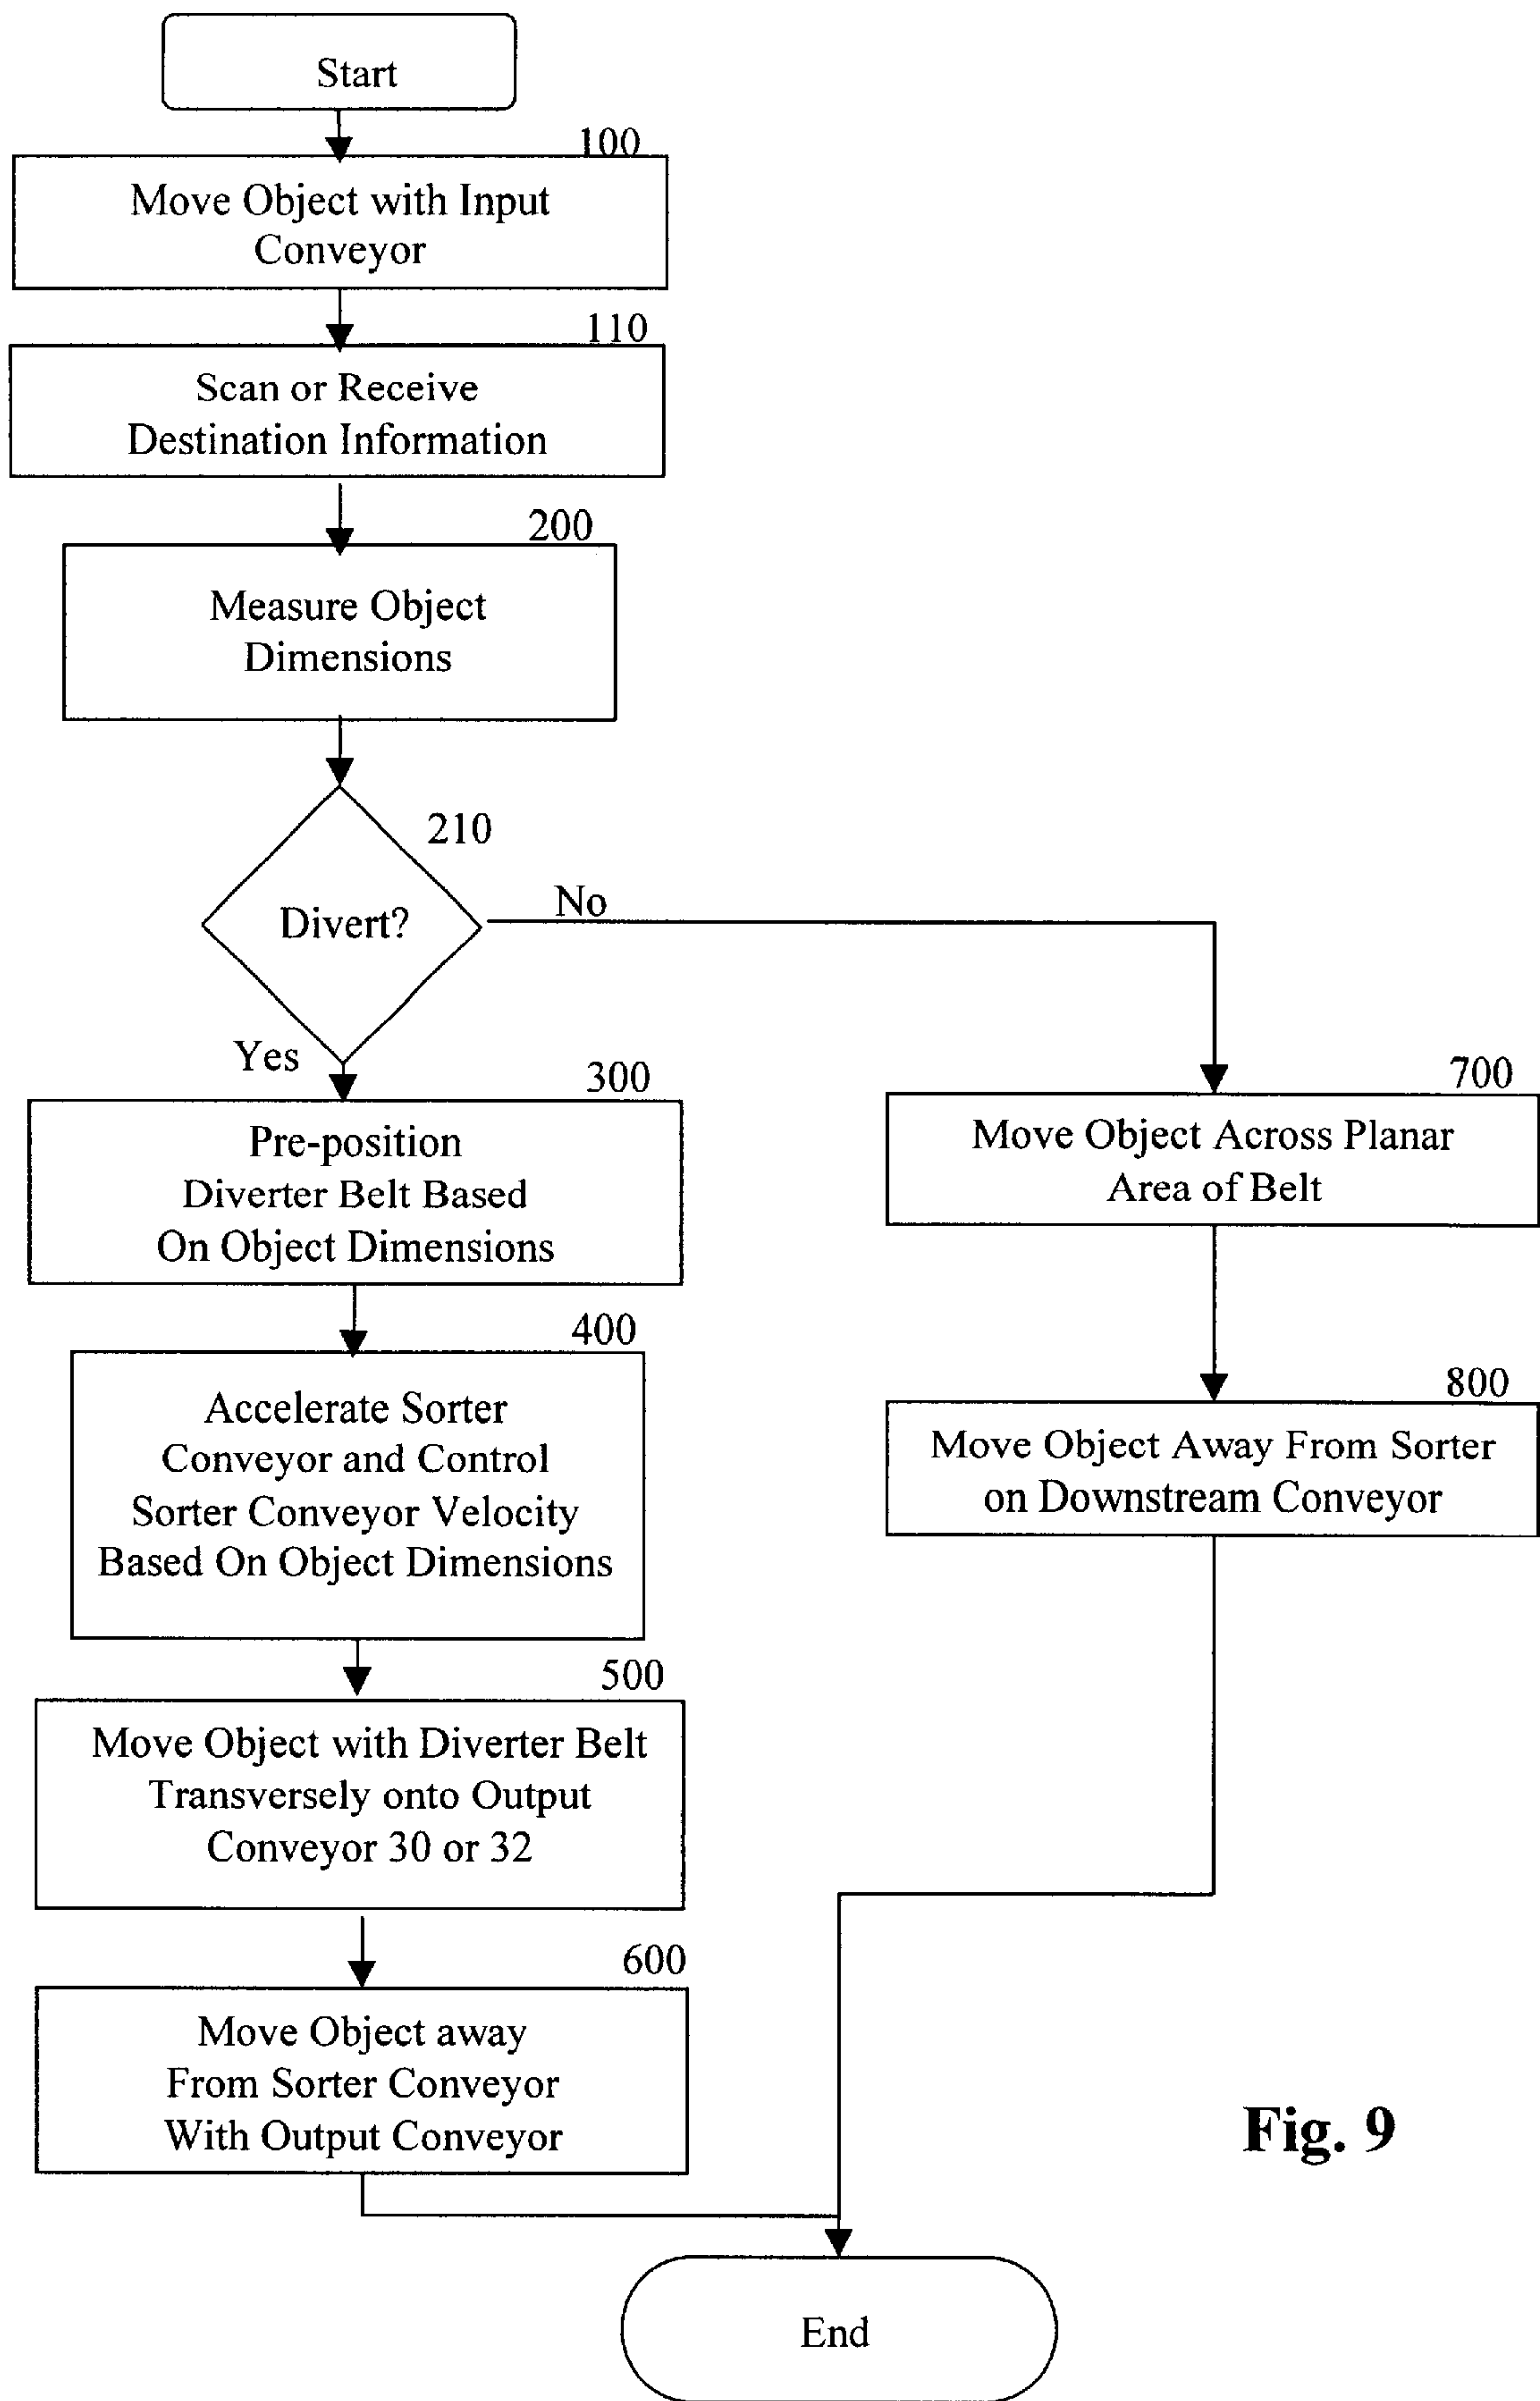 Start
100
Move Object with Input
Conveyor
110
Scan or Receive
Destination Information
200
Measure Object
Dimensions
210
Divert?
No
Yes
300
Pre-position
Diverter Belt Based
On Object Dimensions
700
Move Object Across Planar
Area of Belt
400
Accelerate Sorter
Conveyor and Control
Sorter Conveyor Velocity
Based On Object Dimensions
800
Move Object Away From Sorter
on Downstream Conveyor
500
Move Object with Diverter Belt
Transversely onto Output
Conveyor 30 or 32
600
Move Object away
From Sorter Conveyor
With Output Conveyor
Fig. 9
End